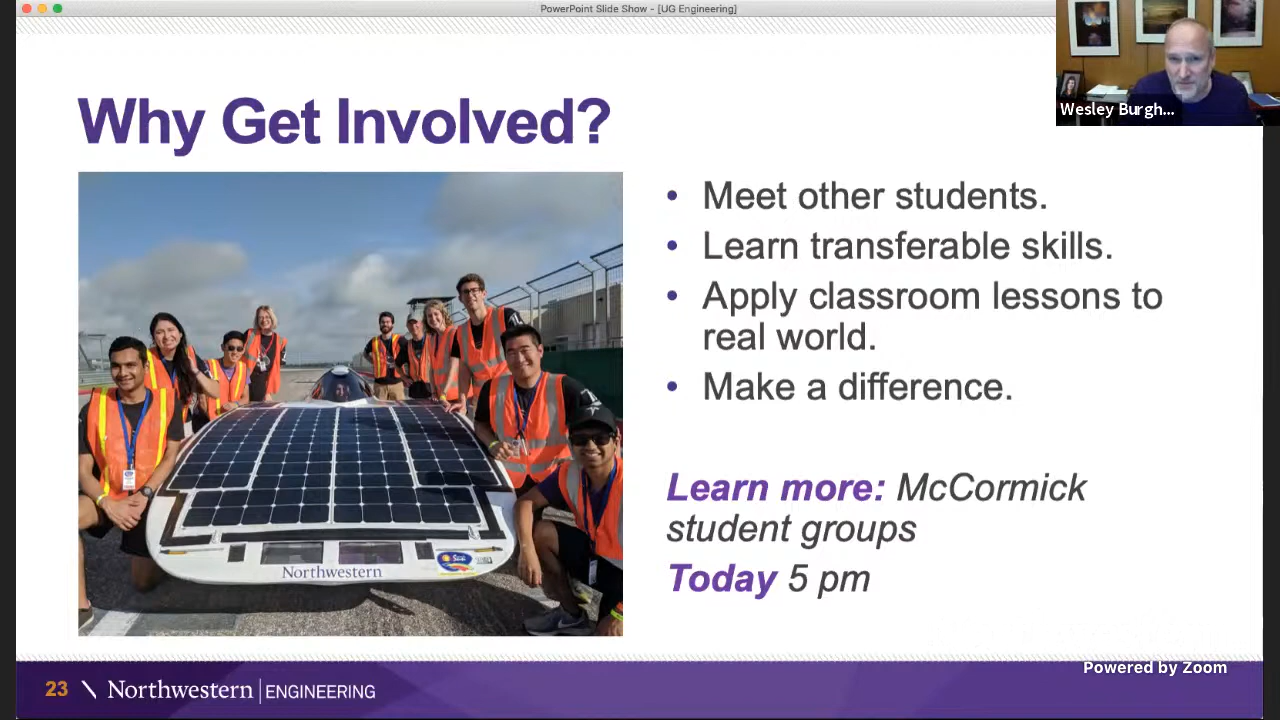 PowerPoint Slide Show - [UG Engineering]
Wesley Burgh...
Why Get Involved?
• Meet other students.
• Learn transferable skills.
• Apply classroom lessons to
real world.
• Make a difference.
Learn more: McCormick
student groups
Today 5 pm
Northwestern
Powered by Zoom
23 \ Northwestern | ENGINEERING